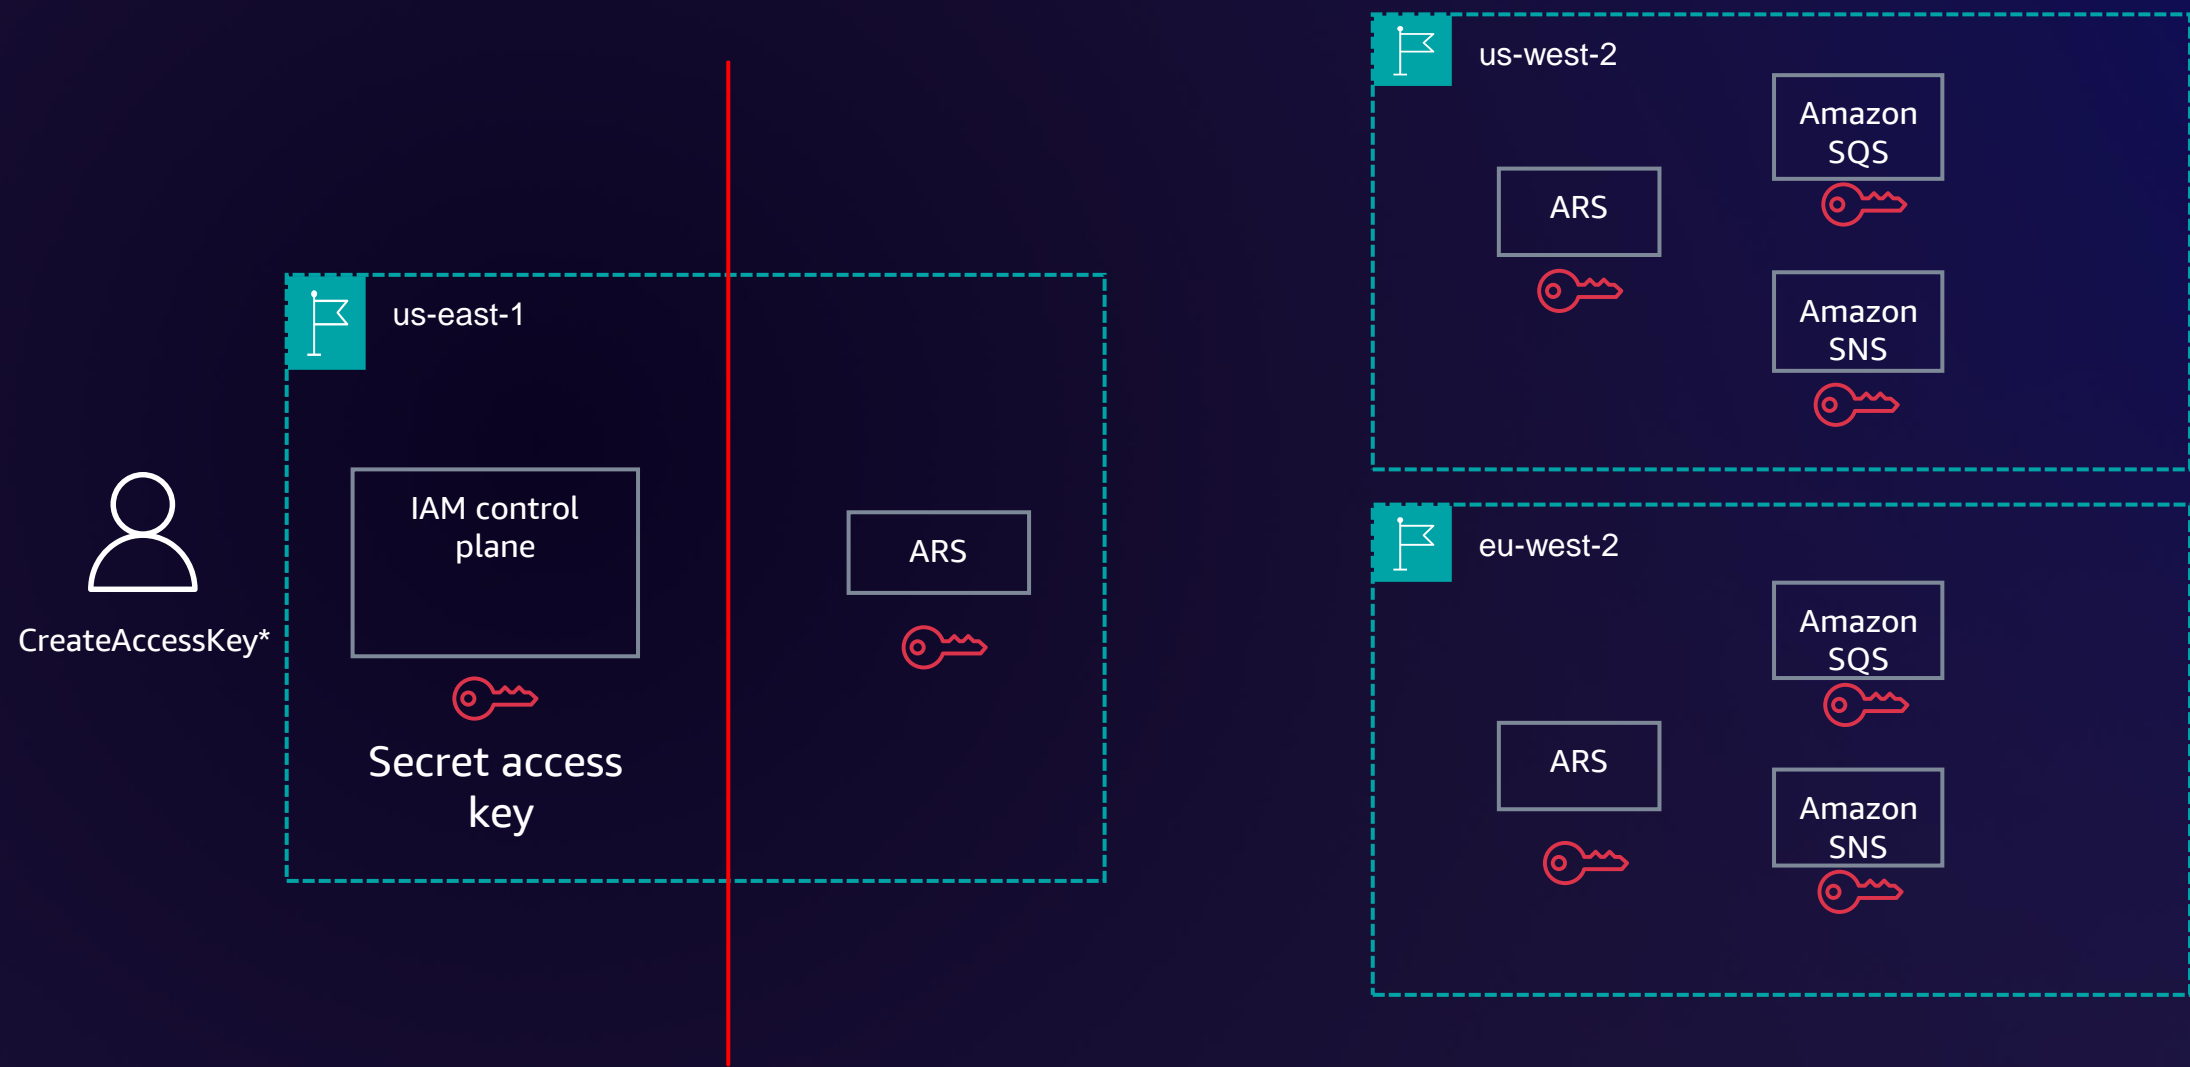 CreateAccessKey*
us-east-1
IAM control
plane
Secret access
key
ARS
us-west-2
ARS
Amazon
SQS
Amazon
SNS
eu-west-2
ARS
Amazon
SQS
Amazon
SNS